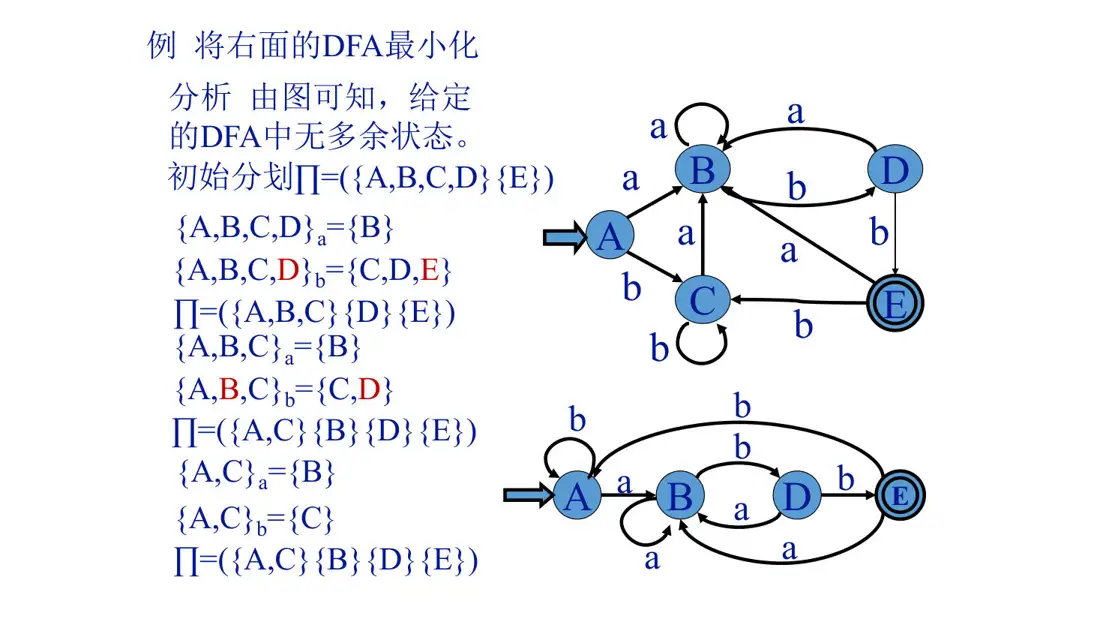 例 将右面的DFA最小化
分析 由图可知，给定
的DFA中无多余状态。
初始分划∏=({A,B,C,D}{E})
{A,B,C,D}a={B}
{A,B,C,D}b={C,D,E}
∏=({A,B,C}{D}{E})
{A,B,C}a={B}
{A,B,C}b={C,D}
∏=({A,C}{B}{D}{E})
{A,C}a={B}
{A,C}b={C}
∏=({A,C}{B}{D}{E})
a
a
B
D
a
b
A
a
b
a
b
C
E
b
b
b
b
b
A
a
B
D
b
E
a
a
a